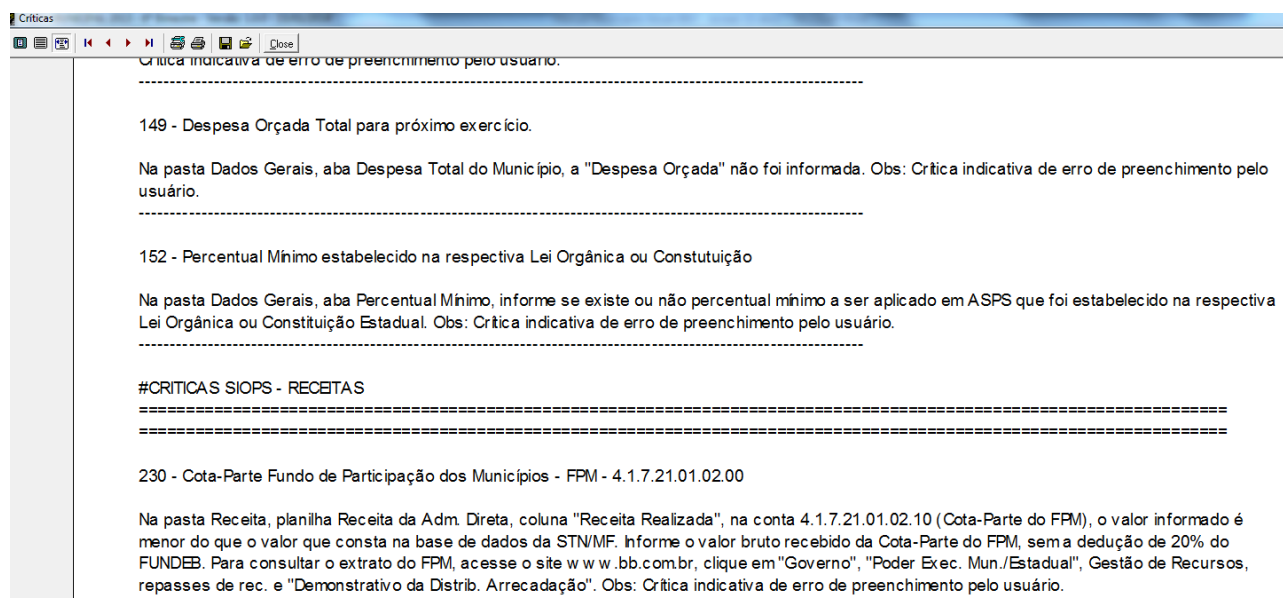 Críticas
Close
Crítica indicativa de erro de preenchimento pelo usuário.
--------------------------------------------------------------------------------------------------------------------
149 - Despesa Orçada Total para próximo exercício.
Na pasta Dados Gerais, aba Despesa Total do Município, a "Despesa Orçada" não foi informada. Obs: Crítica indicativa de erro de preenchimento pelo
usuário.
--------------------------------------------------------------------------------------------------------------------
152 - Percentual Mínimo estabelecido na respectiva Lei Orgânica ou Constutuição
Na pasta Dados Gerais, aba Percentual Mínimo, informe se existe ou não percentual mínimo a ser aplicado em ASPS que foi estabelecido na respectiva
Lei Orgânica ou Constituição Estadual. Obs: Crítica indicativa de erro de preenchimento pelo usuário.
--------------------------------------------------------------------------------------------------------------------
#CRITICAS SIOPS - RECEITAS
====================================================================================================
====================================================================================================
230 - Cota-Parte Fundo de Participação dos Municípios - FPM - 4.1.7.21.01.02.00
Na pasta Receita, planilha Receita da Adm. Direta, coluna "Receita Realizada", na conta 4.1.7.21.01.02.10 (Cota-Parte do FPM), o valor informado é
menor do que o valor que consta na base de dados da STN/MF. Informe o valor bruto recebido da Cota-Parte do FPM, sem a dedução de 20% do
FUNDEB. Para consultar o extrato do FPM, acesse o site www.bb.com.br, clique em "Governo", "Poder Exec. Mun./Estadual", Gestão de Recursos,
repasses de rec. e "Demonstrativo da Distrib. Arrecadação". Obs: Crítica indicativa de erro de preenchimento pelo usuário.